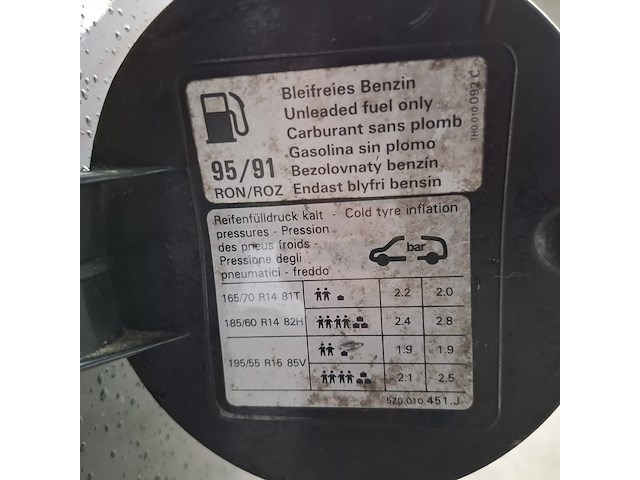 Bleifreies Benzin
Unleaded fuel only
Carburant sans plomb
Gasolina sin plomo
95/91 Bezolovnaty benzín
RON/ROZ Endast blyfri bensin
1H0.010 092 C
Reifenfülldruck kalt - Cold tyre inflation
pressures - Pression
des pneus froids -
Pressione degli
pneumatici - freddo
bar
165/70 R14 81T 2.2 2.0
185/60 R14 82H 2.4 2.8
195/55 R15 85V 1.9 1.9
2.1 2.5
5Z0.010 451.J